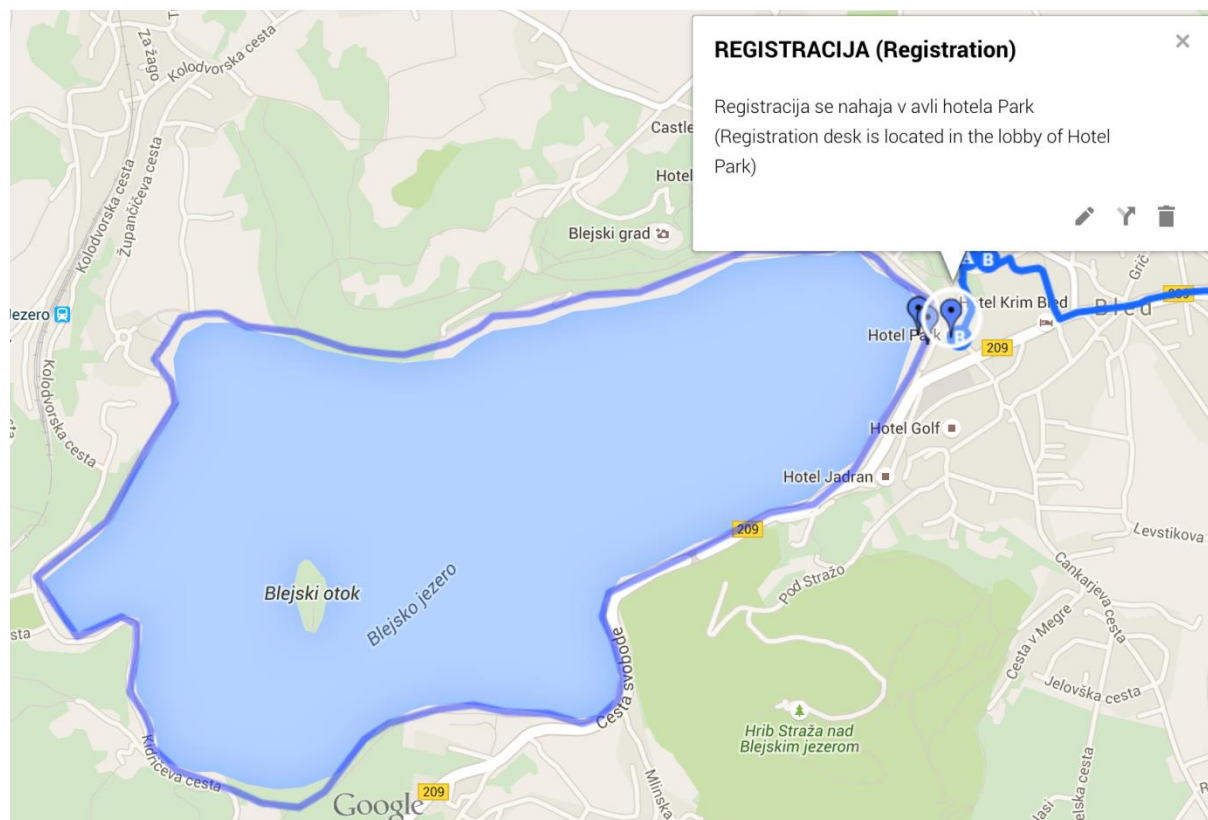 REGISTRACIJA (Registration)
Registracija se nahaja v avli hotela Park
(Registration desk is located in the lobby of Hotel
Park)
Za žago
Kolodvorska cesta
Kolodvorska cesta
Župančičeva cesta
Castle
Hotel
Blejski grad
A
B
Grič
209
Jezero
Hotel Krim Bled
Bled
Hotel Park
B
209
Kolodvorska cesta
Hotel Golf
Hotel Jadran
209
Levstikova
Blejski otok
Blejsko jezero
Pod Stražo
Cankarjeva cesta
sta
Cesta svobode
Cesta v Megre
Jelovška cesta
Hrib Straža nad
Blejskim jezerom
Kidričeva cesta
Mlinska
Google
209